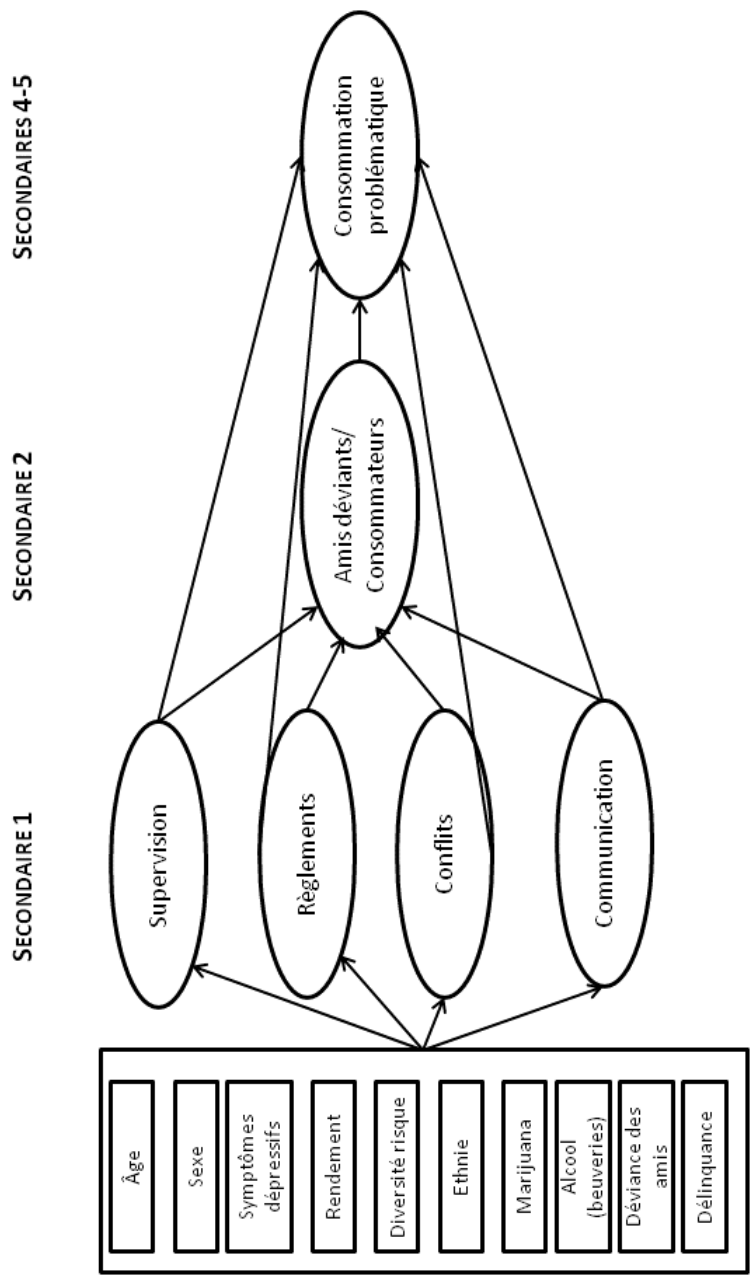 SECONDAIRE 1
SECONDAIRE 2
SECONDAIRES 4-5
Âge
Sexe
Symptômes
dépressifs
Rendement
Diversité risque
Ethnie
Marijuana
Alcool
(beuveries)
Déviance des
amis
Délinquance
Supervision
Règlements
Conflits
Communication
Amis déviants/
Consommateurs
Consommation
problématique